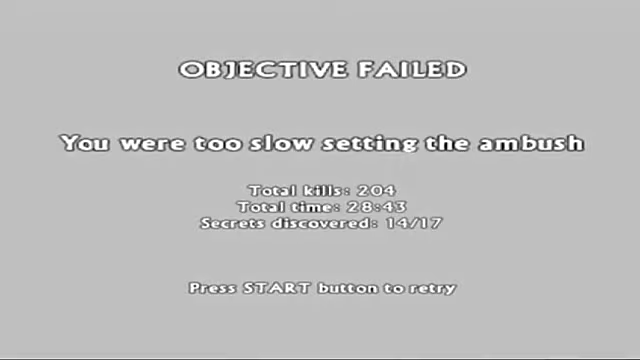 OBJECTIVE FAILED
You were too slow setting the ambush
Total kills: 204
Total time: 28:43
Secrets discovered: 14/17
Press START button to retry